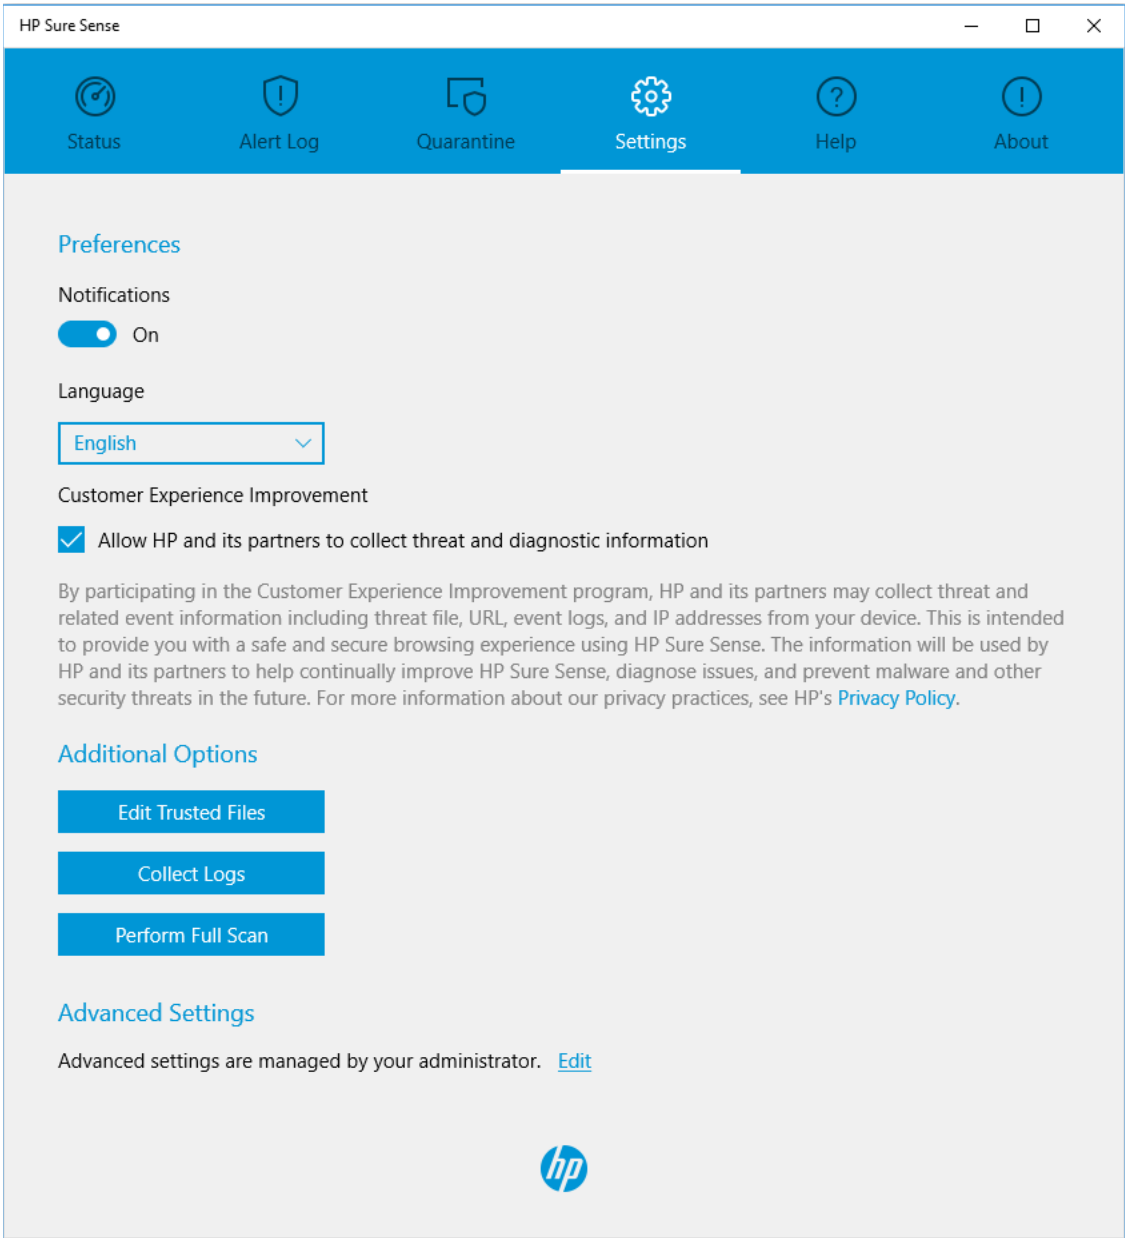 HP Sure Sense
Status
Alert Log
Quarantine
Settings
Help
About
Preferences
Notifications
On
Language
English
Customer Experience Improvement
Allow HP and its partners to collect threat and diagnostic information
By participating in the Customer Experience Improvement program, HP and its partners may collect threat and
related event information including threat file, URL, event logs, and IP addresses from your device. This is intended
to provide you with a safe and secure browsing experience using HP Sure Sense. The information will be used by
HP and its partners to help continually improve HP Sure Sense, diagnose issues, and prevent malware and other
security threats in the future. For more information about our privacy practices, see HP's Privacy Policy.
Additional Options
Edit Trusted Files
Collect Logs
Perform Full Scan
Advanced Settings
Advanced settings are managed by your administrator. Edit
hp